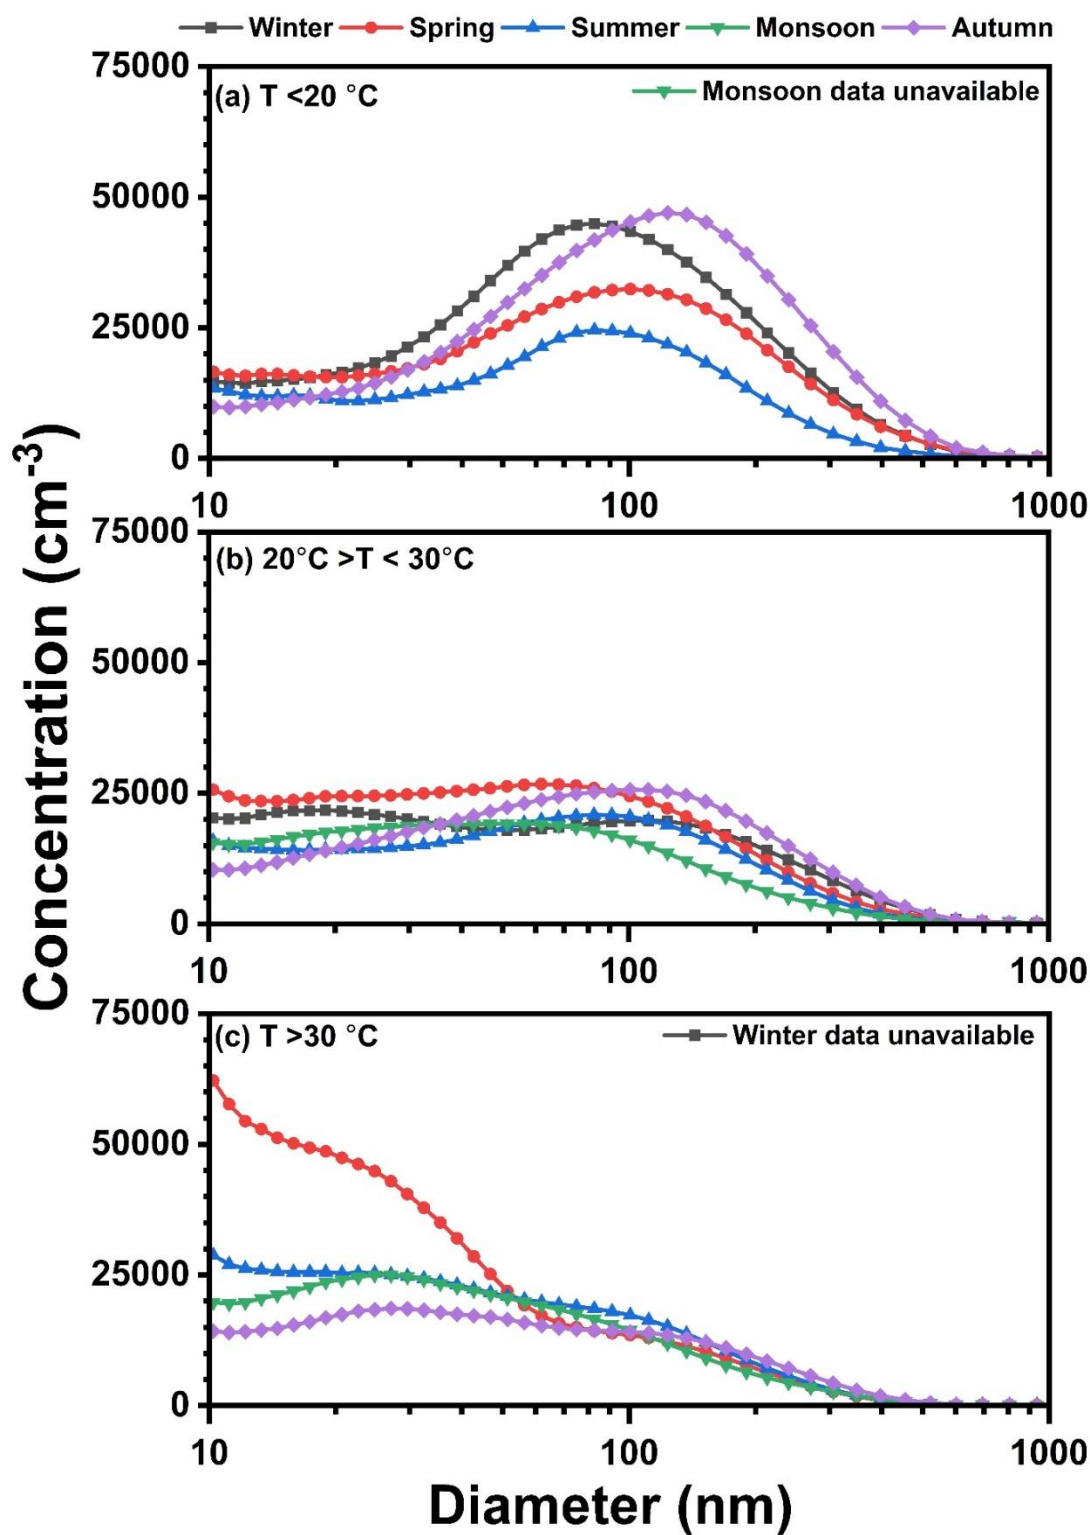 Winter Spring Summer Monsoon Autumn
75000
(a) T <20 °C
Monsoon data unavailable
50000
25000
0
10 100 1000
75000
(b) 20°C >T < 30°C
50000
25000
0
10 100 1000
75000
(c) T >30 °C
Winter data unavailable
50000
25000
0
10 100 1000
Concentration (cm-3)
Diameter (nm)